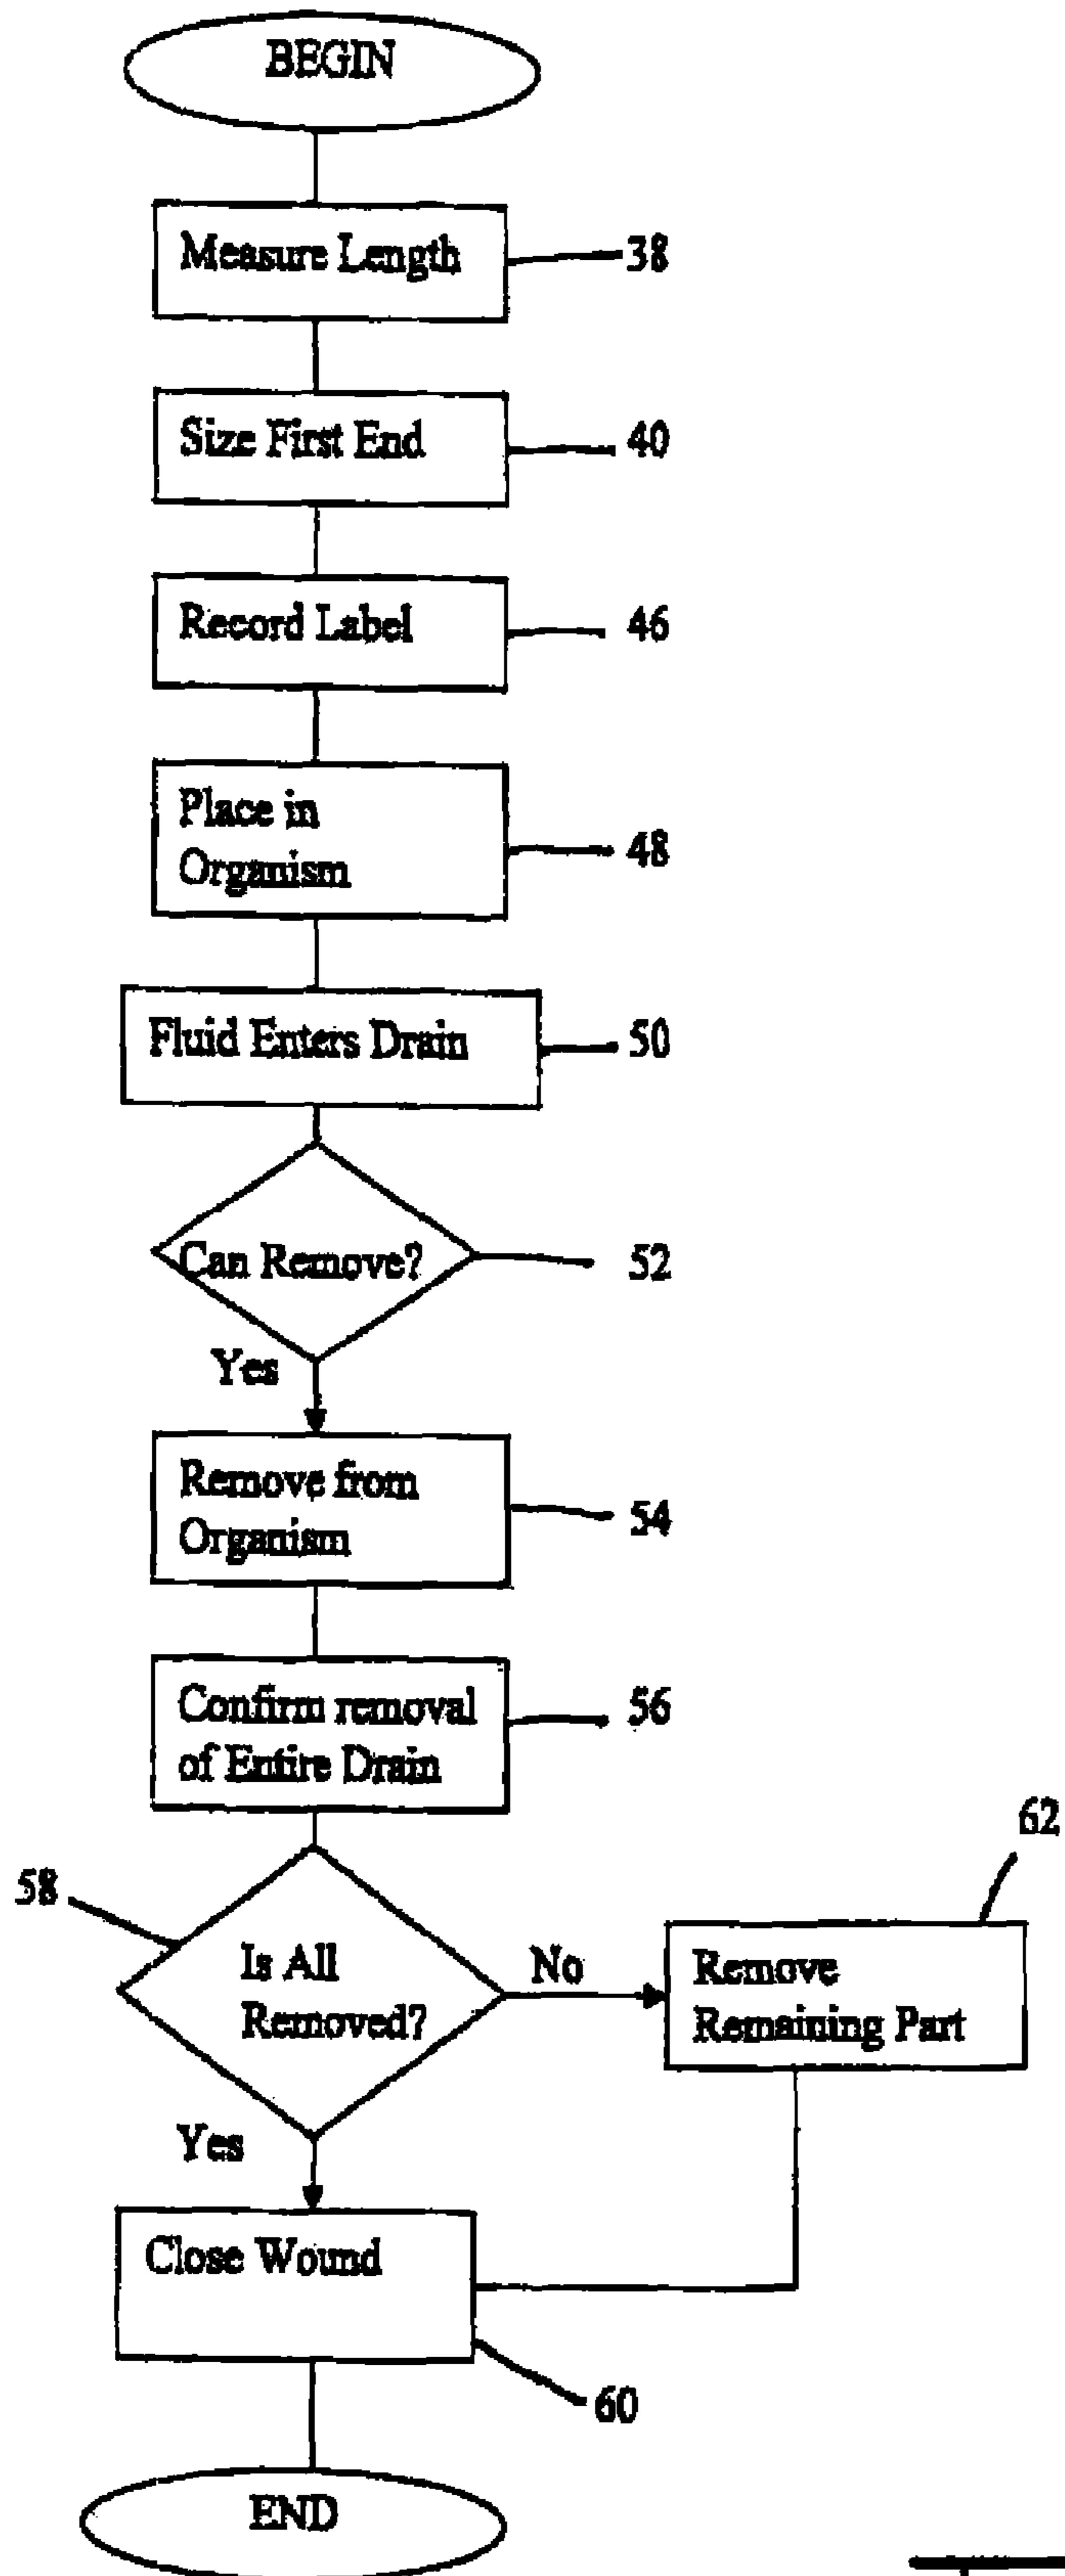 BEGIN
Measure Length
38
Size First End
40
Record Label
46
Place in
Organism
48
Fluid Enters Drain
50
Can Remove?
52
Yes
Remove from
Organism
54
Confirm removal
of Entire Drain
56
58
Is All
Removed?
No
62
Remove
Remaining Part
Yes
Close Wound
60
END